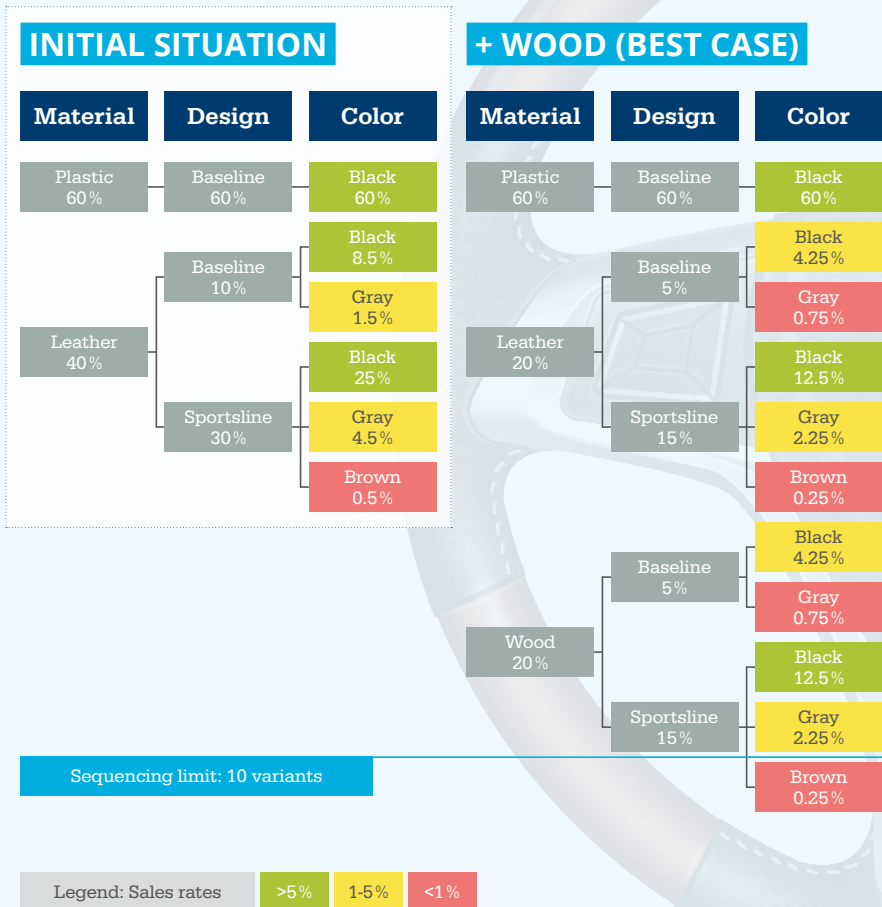 INITIAL SITUATION
Material Design Color
Plastic
60%
Baseline
60%
Black
60%
Leather
40%
Baseline
10%
Black
8.5%
Gray
1.5%
Sportsline
30%
Black
25%
Gray
4.5%
Brown
0.5%
+ WOOD (BEST CASE)
Material Design Color
Plastic
60%
Baseline
60%
Black
60%
Leather
20%
Baseline
5%
Black
4.25%
Gray
0.75%
Sportsline
15%
Black
12.5%
Gray
2.25%
Brown
0.25%
Wood
20%
Baseline
5%
Black
4.25%
Gray
0.75%
Sportsline
15%
Black
12.5%
Gray
2.25%
Brown
0.25%
Sequencing limit: 10 variants
Legend: Sales rates >5% 1-5% <1%